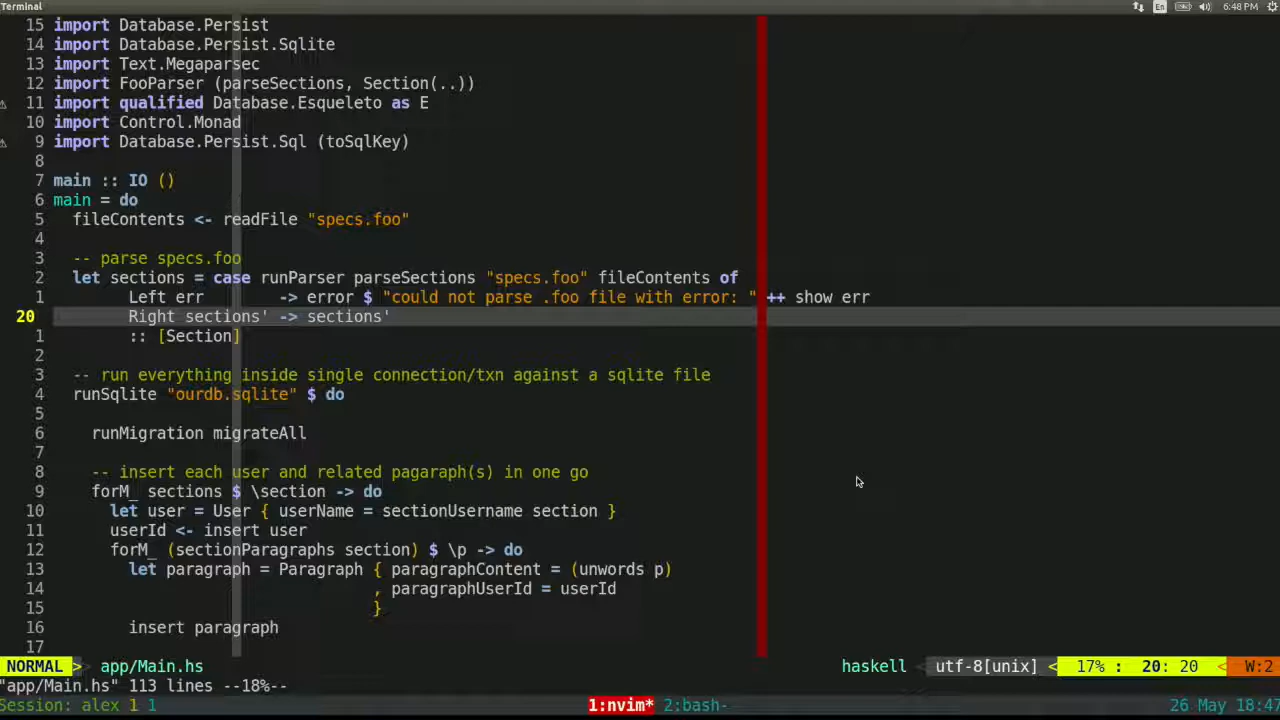 Terminal En 6:48 PM
15 import Database.Persist
14 import Database.Persist.Sqlite
13 import Text.Megaparsec
12 import FooParser (parseSections, Section(..))
⚠ 11 import qualified Database.Esqueleto as E
10 import Control.Monad
⚠ 9 import Database.Persist.Sql (toSqlKey)
8
7 main :: IO ()
6 main = do
5   fileContents <- readFile "specs.foo"
4
3   -- parse specs.foo
2   let sections = case runParser parseSections "specs.foo" fileContents of
1         Left err        -> error $ "could not parse .foo file with error: " ++ show err
20         Right sections' -> sections'
1         :: [Section]
2
3   -- run everything inside single connection/txn against a sqlite file
4   runSqlite "ourdb.sqlite" $ do
5
6     runMigration migrateAll
7
8     -- insert each user and related pagaraph(s) in one go
9     forM_ sections $ \section -> do
10       let user = User { userName = sectionUsername section }
11       userId <- insert user
12       forM_ (sectionParagraphs section) $ \p -> do
13         let paragraph = Paragraph { paragraphContent = (unwords p)
14                                   , paragraphUserId = userId
15                                   }
16         insert paragraph
17
NORMAL > app/Main.hs haskell < utf-8[unix] < 17% : 20: 20 < W:2
"app/Main.hs" 113 lines --18%--
Session: alex 1 1 1:nvim* 2:bash- 26 May 18:47